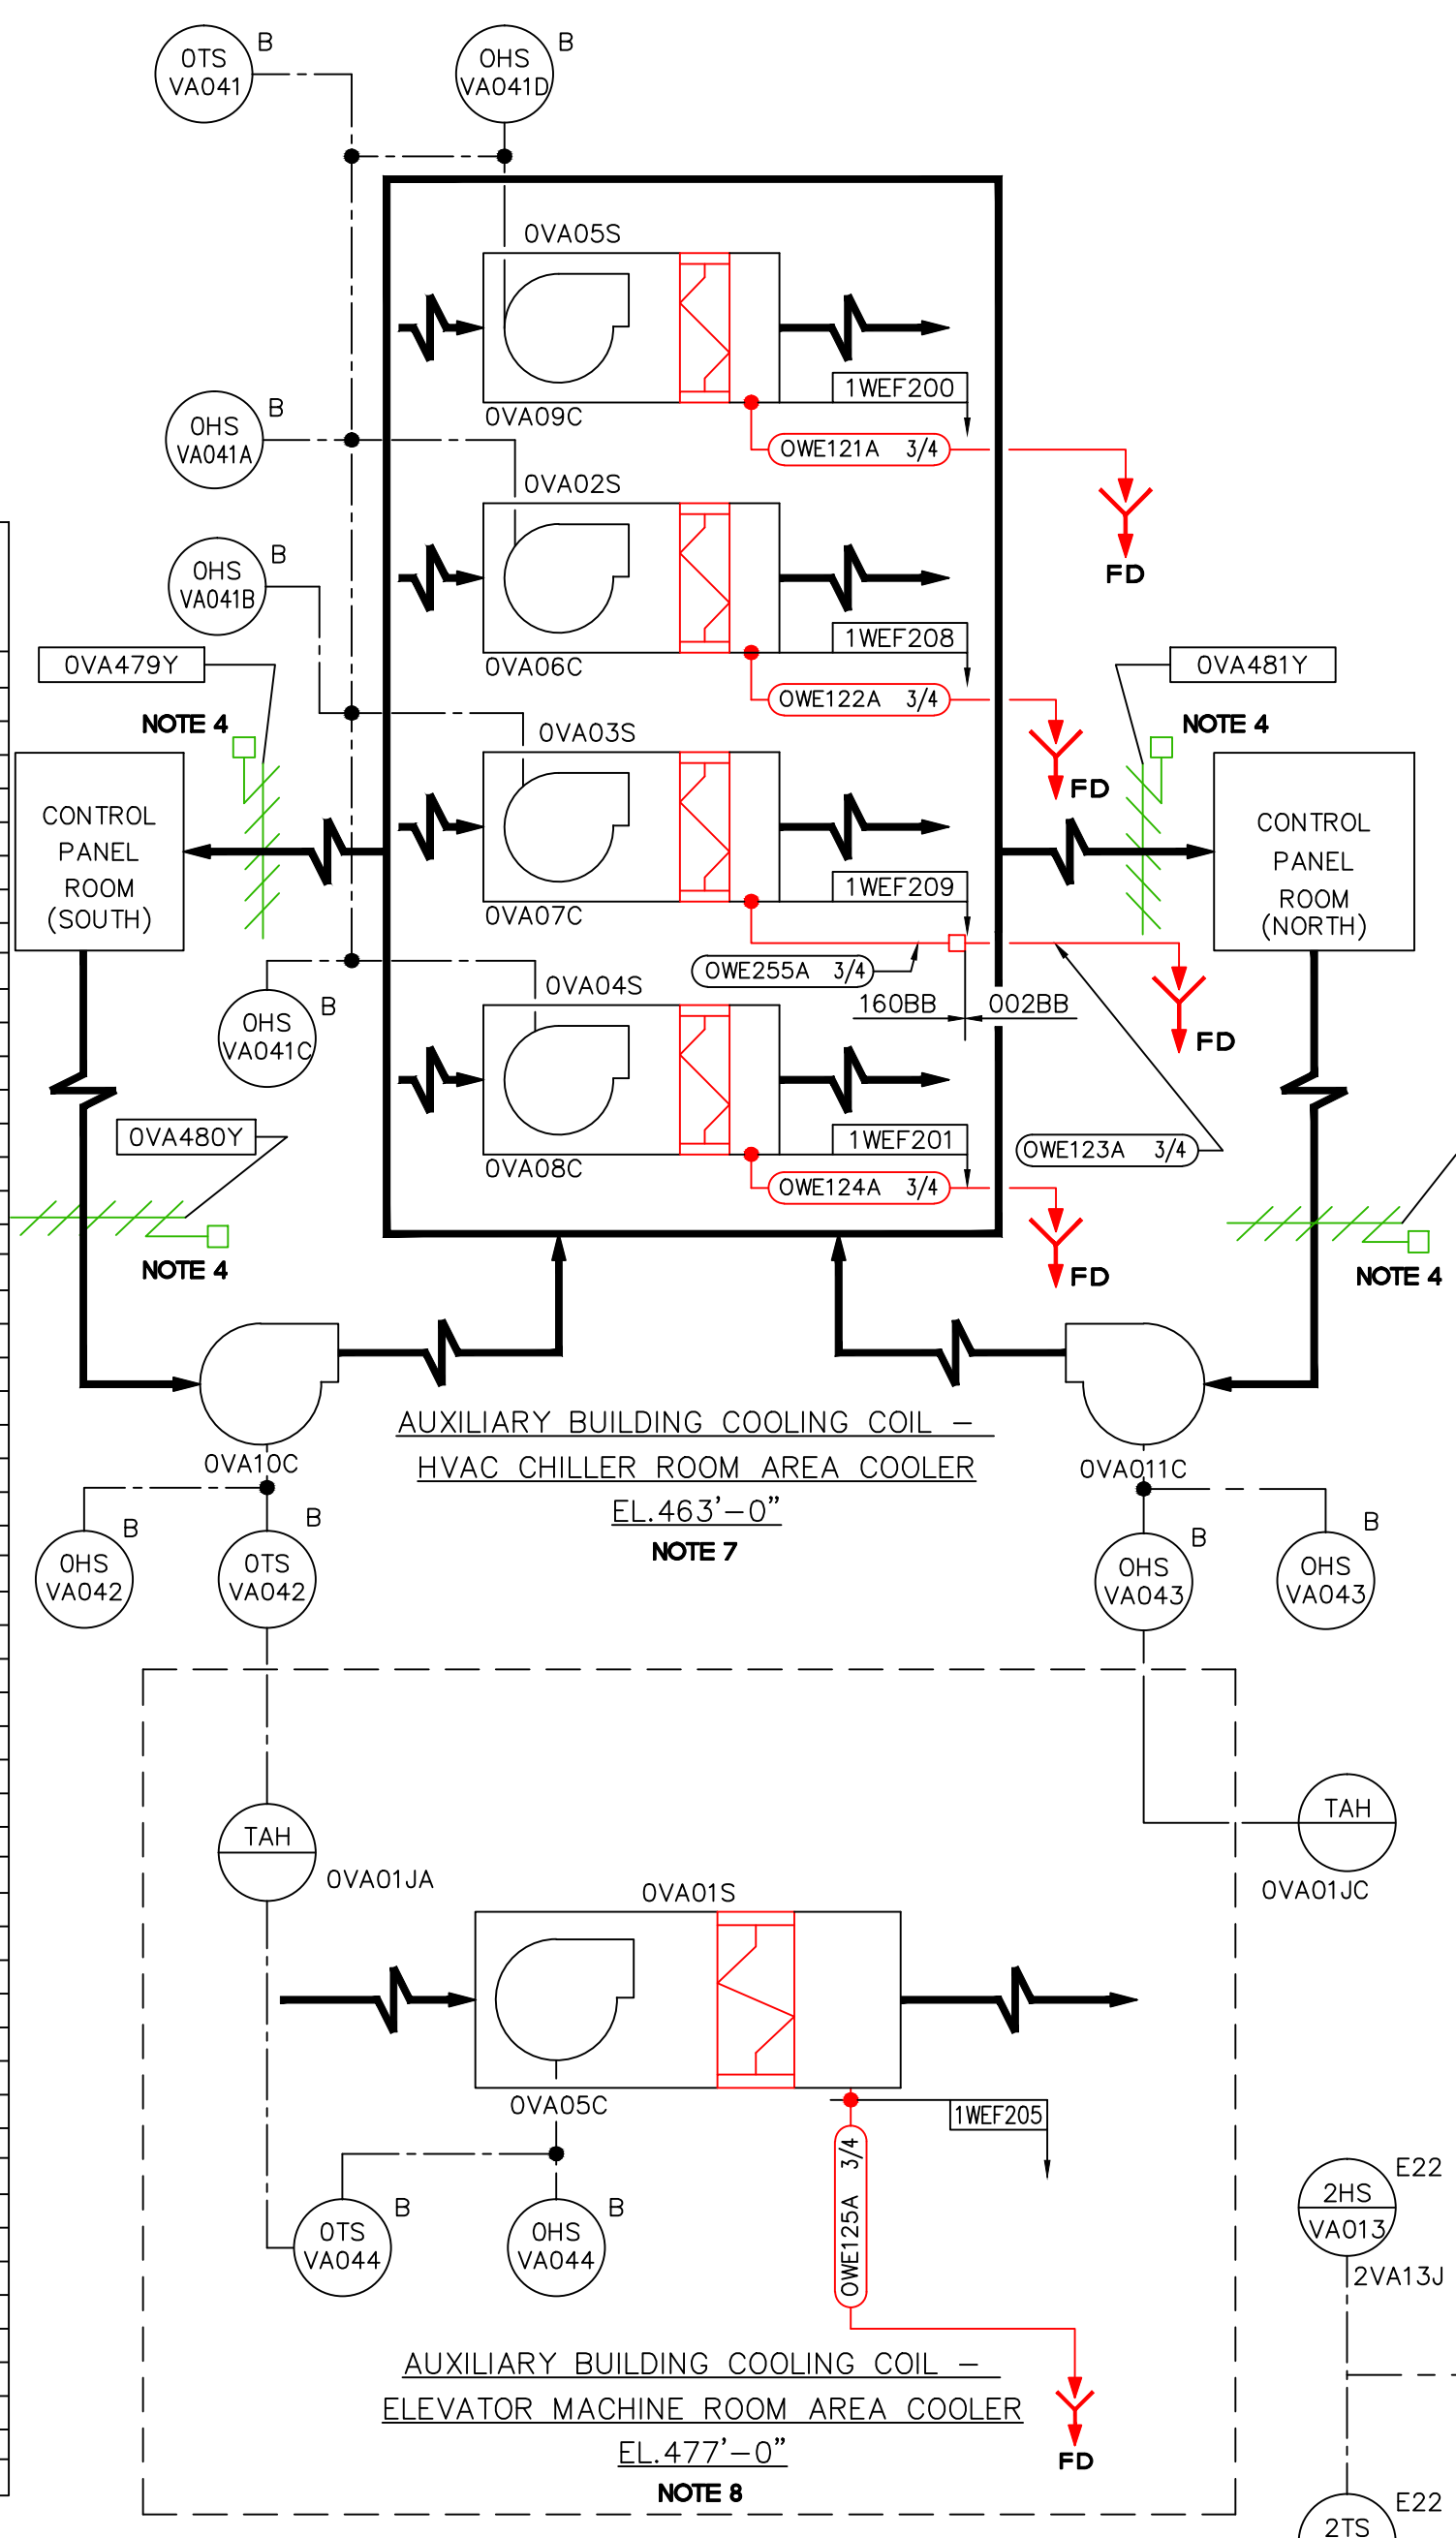 0TS
VA041
B
0HS
VA041D
B
0VA05S
0VA09C
1WEF200
0WE121A 3/4
FD
0HS
VA041A
B
0VA02S
0VA06C
1WEF208
0WE122A 3/4
FD
0HS
VA041B
B
0VA479Y
NOTE 4
0VA481Y
NOTE 4
CONTROL
PANEL
ROOM
(SOUTH)
0VA03S
0VA07C
1WEF209
0WE255A 3/4
160BB
002BB
FD
CONTROL
PANEL
ROOM
(NORTH)
0HS
VA041C
B
0VA04S
0VA08C
1WEF201
0WE123A 3/4
0WE124A 3/4
FD
0VA480Y
NOTE 4
NOTE 4
0VA10C
0VA011C
AUXILIARY BUILDING COOLING COIL –
HVAC CHILLER ROOM AREA COOLER
EL.463'–0"
NOTE 7
0HS
VA042
B
0TS
VA042
B
0HS
VA043
B
0HS
VA043
B
TAH
0VA01JA
TAH
0VA01JC
0VA01S
0VA05C
1WEF205
0WE125A 3/4
0TS
VA044
B
0HS
VA044
B
FD
AUXILIARY BUILDING COOLING COIL –
ELEVATOR MACHINE ROOM AREA COOLER
EL.477'–0"
NOTE 8
2HS
VA013
E22
2VA13J
2TS
E22